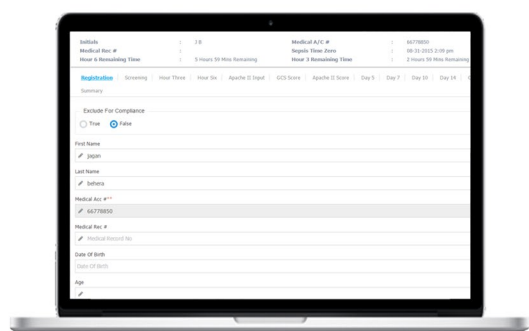 Initials : J B Medical A/C # : 66778850
Medical Rec # : Sepsis Time Zero : 08-31-2015 2:09 pm
Hour 6 Remaining Time : 5 Hours 59 Mins Remaining Hour 3 Remaining Time : 2 Hours 59 Mins Remaining
Registration Screening Hour Three Hour Six Apache II Input GCS Score Apache II Score Day 5 Day 7 Day 10 Day 14
Summary
Exclude For Compliance
True False
First Name
japan
Last Name
behera
Medical Acc #**
66778850
Medical Rec #
Medical Record No
Date Of Birth
Date Of Birth
Age